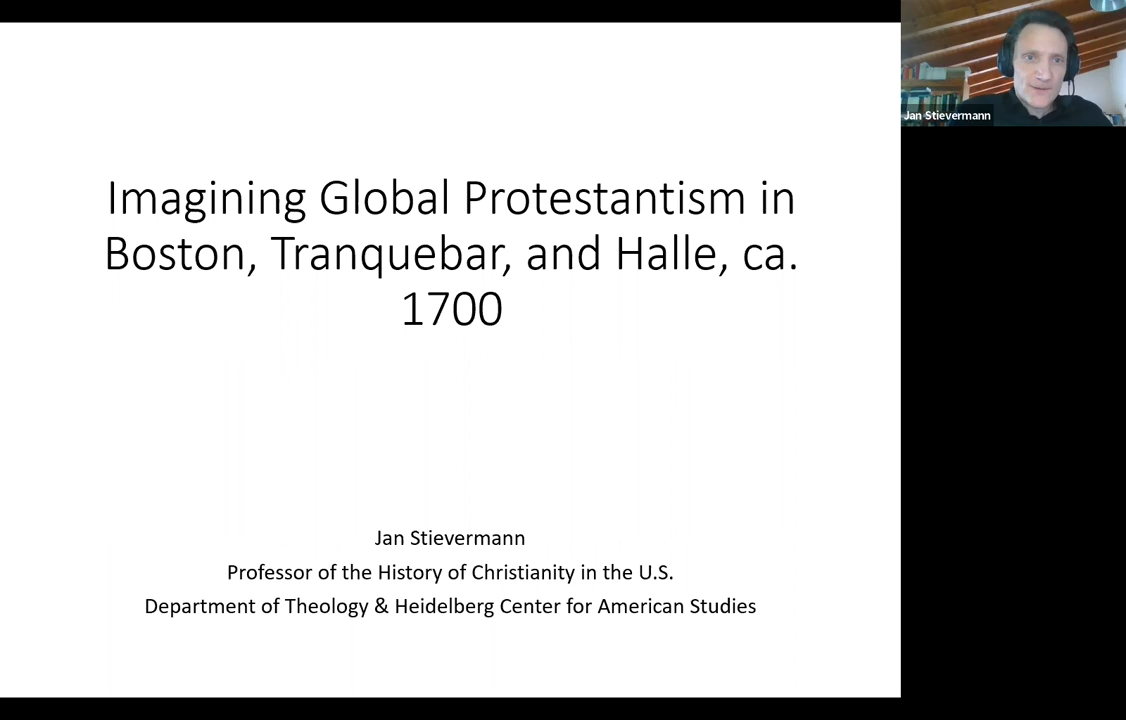 Imagining Global Protestantism in
Boston, Tranquebar, and Halle, ca.
1700
Jan Stievermann
Professor of the History of Christianity in the U.S.
Department of Theology & Heidelberg Center for American Studies
Jan Stievermann